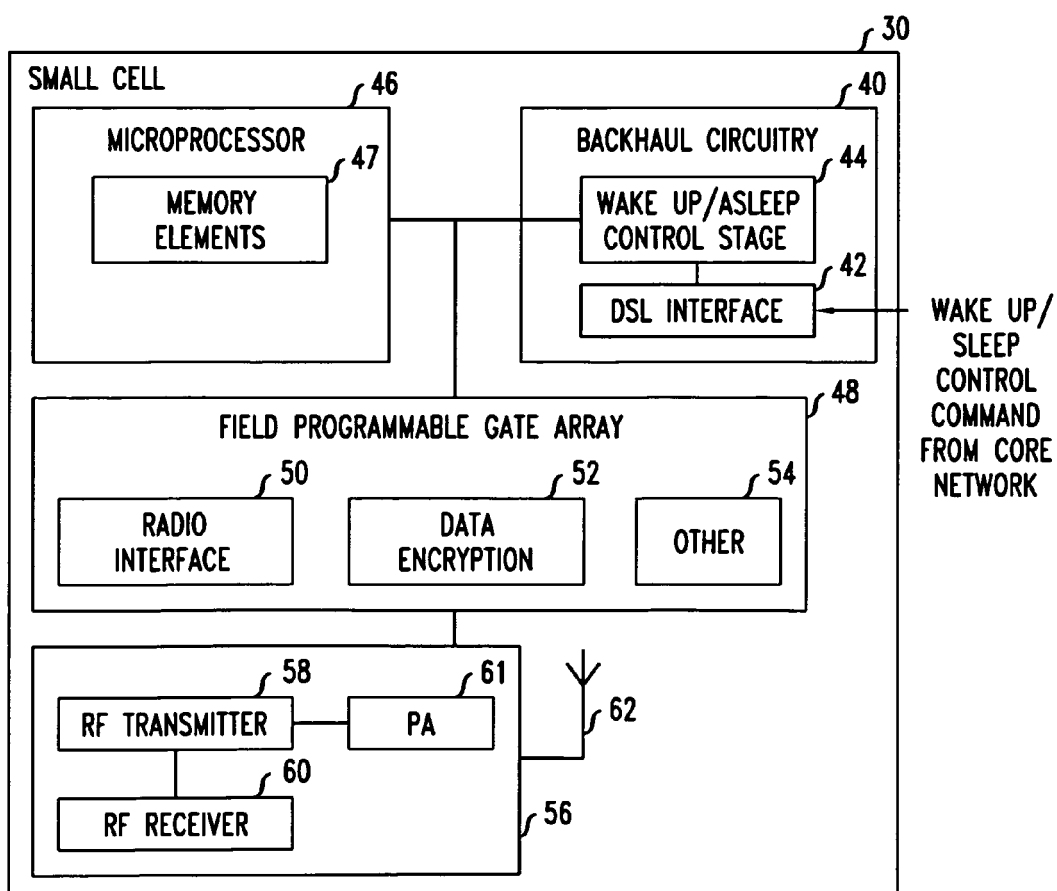 30
SMALL CELL
46
MICROPROCESSOR
47
MEMORY
ELEMENTS
40
BACKHAUL CIRCUITRY
44
WAKE UP/ASLEEP
CONTROL STAGE
42
DSL INTERFACE
WAKE UP/
SLEEP
CONTROL
COMMAND
FROM CORE
NETWORK
48
FIELD PROGRAMMABLE GATE ARRAY
50
RADIO
INTERFACE
52
DATA
ENCRYPTION
54
OTHER
58
RF TRANSMITTER
61
PA
62
60
RF RECEIVER
56